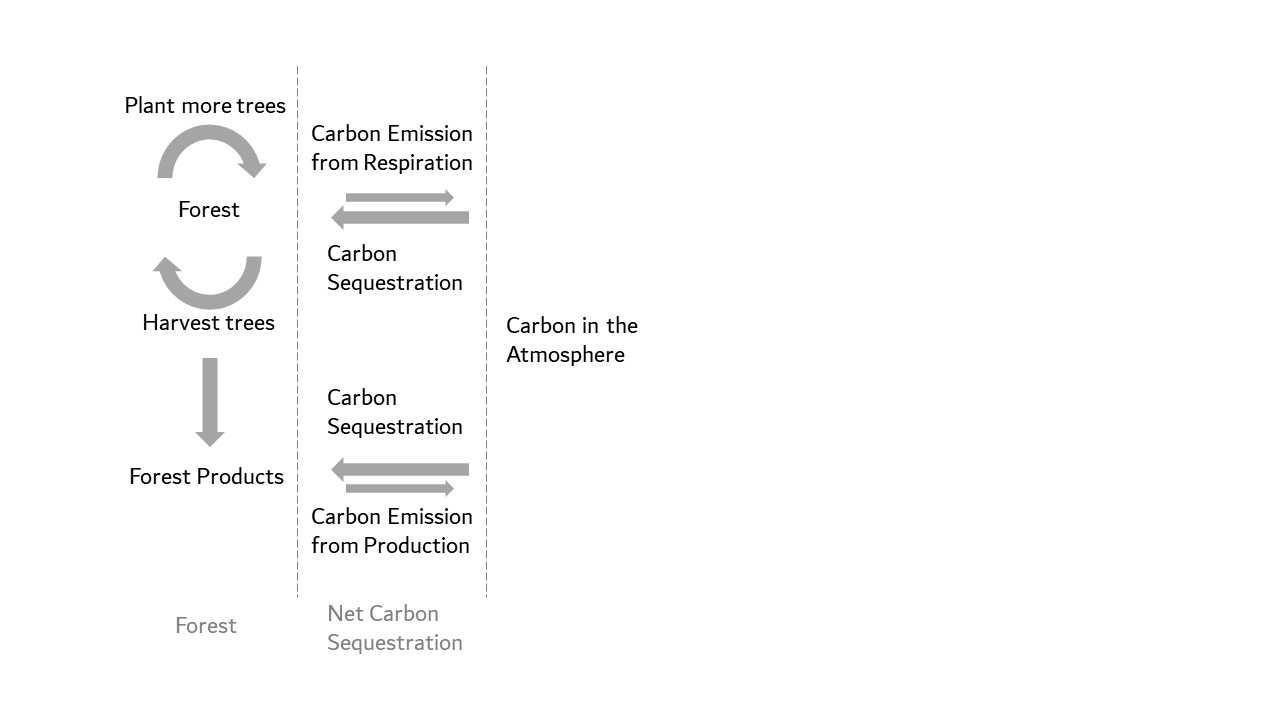 Plant more trees
Forest
Harvest trees
Forest Products
Carbon Emission
from Respiration
Carbon
Sequestration
Carbon
Sequestration
Carbon Emission
from Production
Carbon in the
Atmosphere
Forest
Net Carbon
Sequestration